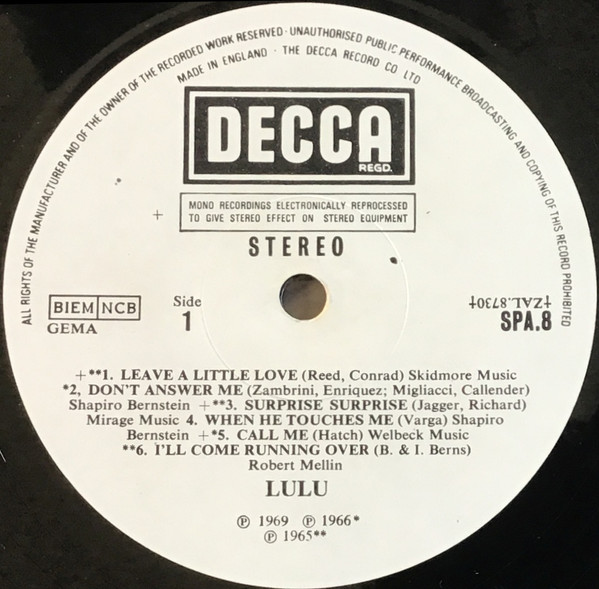 ALL RIGHTS OF THE MANUFACTURER AND OF THE OWNER OF THE RECORDED WORK RESERVED · UNAUTHORISED PUBLIC PERFORMANCE BROADCASTING AND COPYING OF THIS RECORD PROHIBITED
MADE IN ENGLAND · THE DECCA RECORD CO LTD
DECCA
REGD.
+ MONO RECORDINGS ELECTRONICALLY REPROCESSED
TO GIVE STEREO EFFECT ON STEREO EQUIPMENT
STEREO
BIEM NCB
GEMA
Side
1
‡ZAL.8730‡
SPA.8
+**1. LEAVE A LITTLE LOVE (Reed, Conrad) Skidmore Music
*2, DON'T ANSWER ME (Zambrini, Enriquez; Migliacci, Callender)
Shapiro Bernstein +**3. SURPRISE SURPRISE (Jagger, Richard)
Mirage Music 4. WHEN HE TOUCHES ME (Varga) Shapiro
Bernstein +*5. CALL ME (Hatch) Welbeck Music
**6. I'LL COME RUNNING OVER (B. & I. Berns)
Robert Mellin
LULU
Ⓟ 1969 Ⓟ 1966*
Ⓟ 1965**